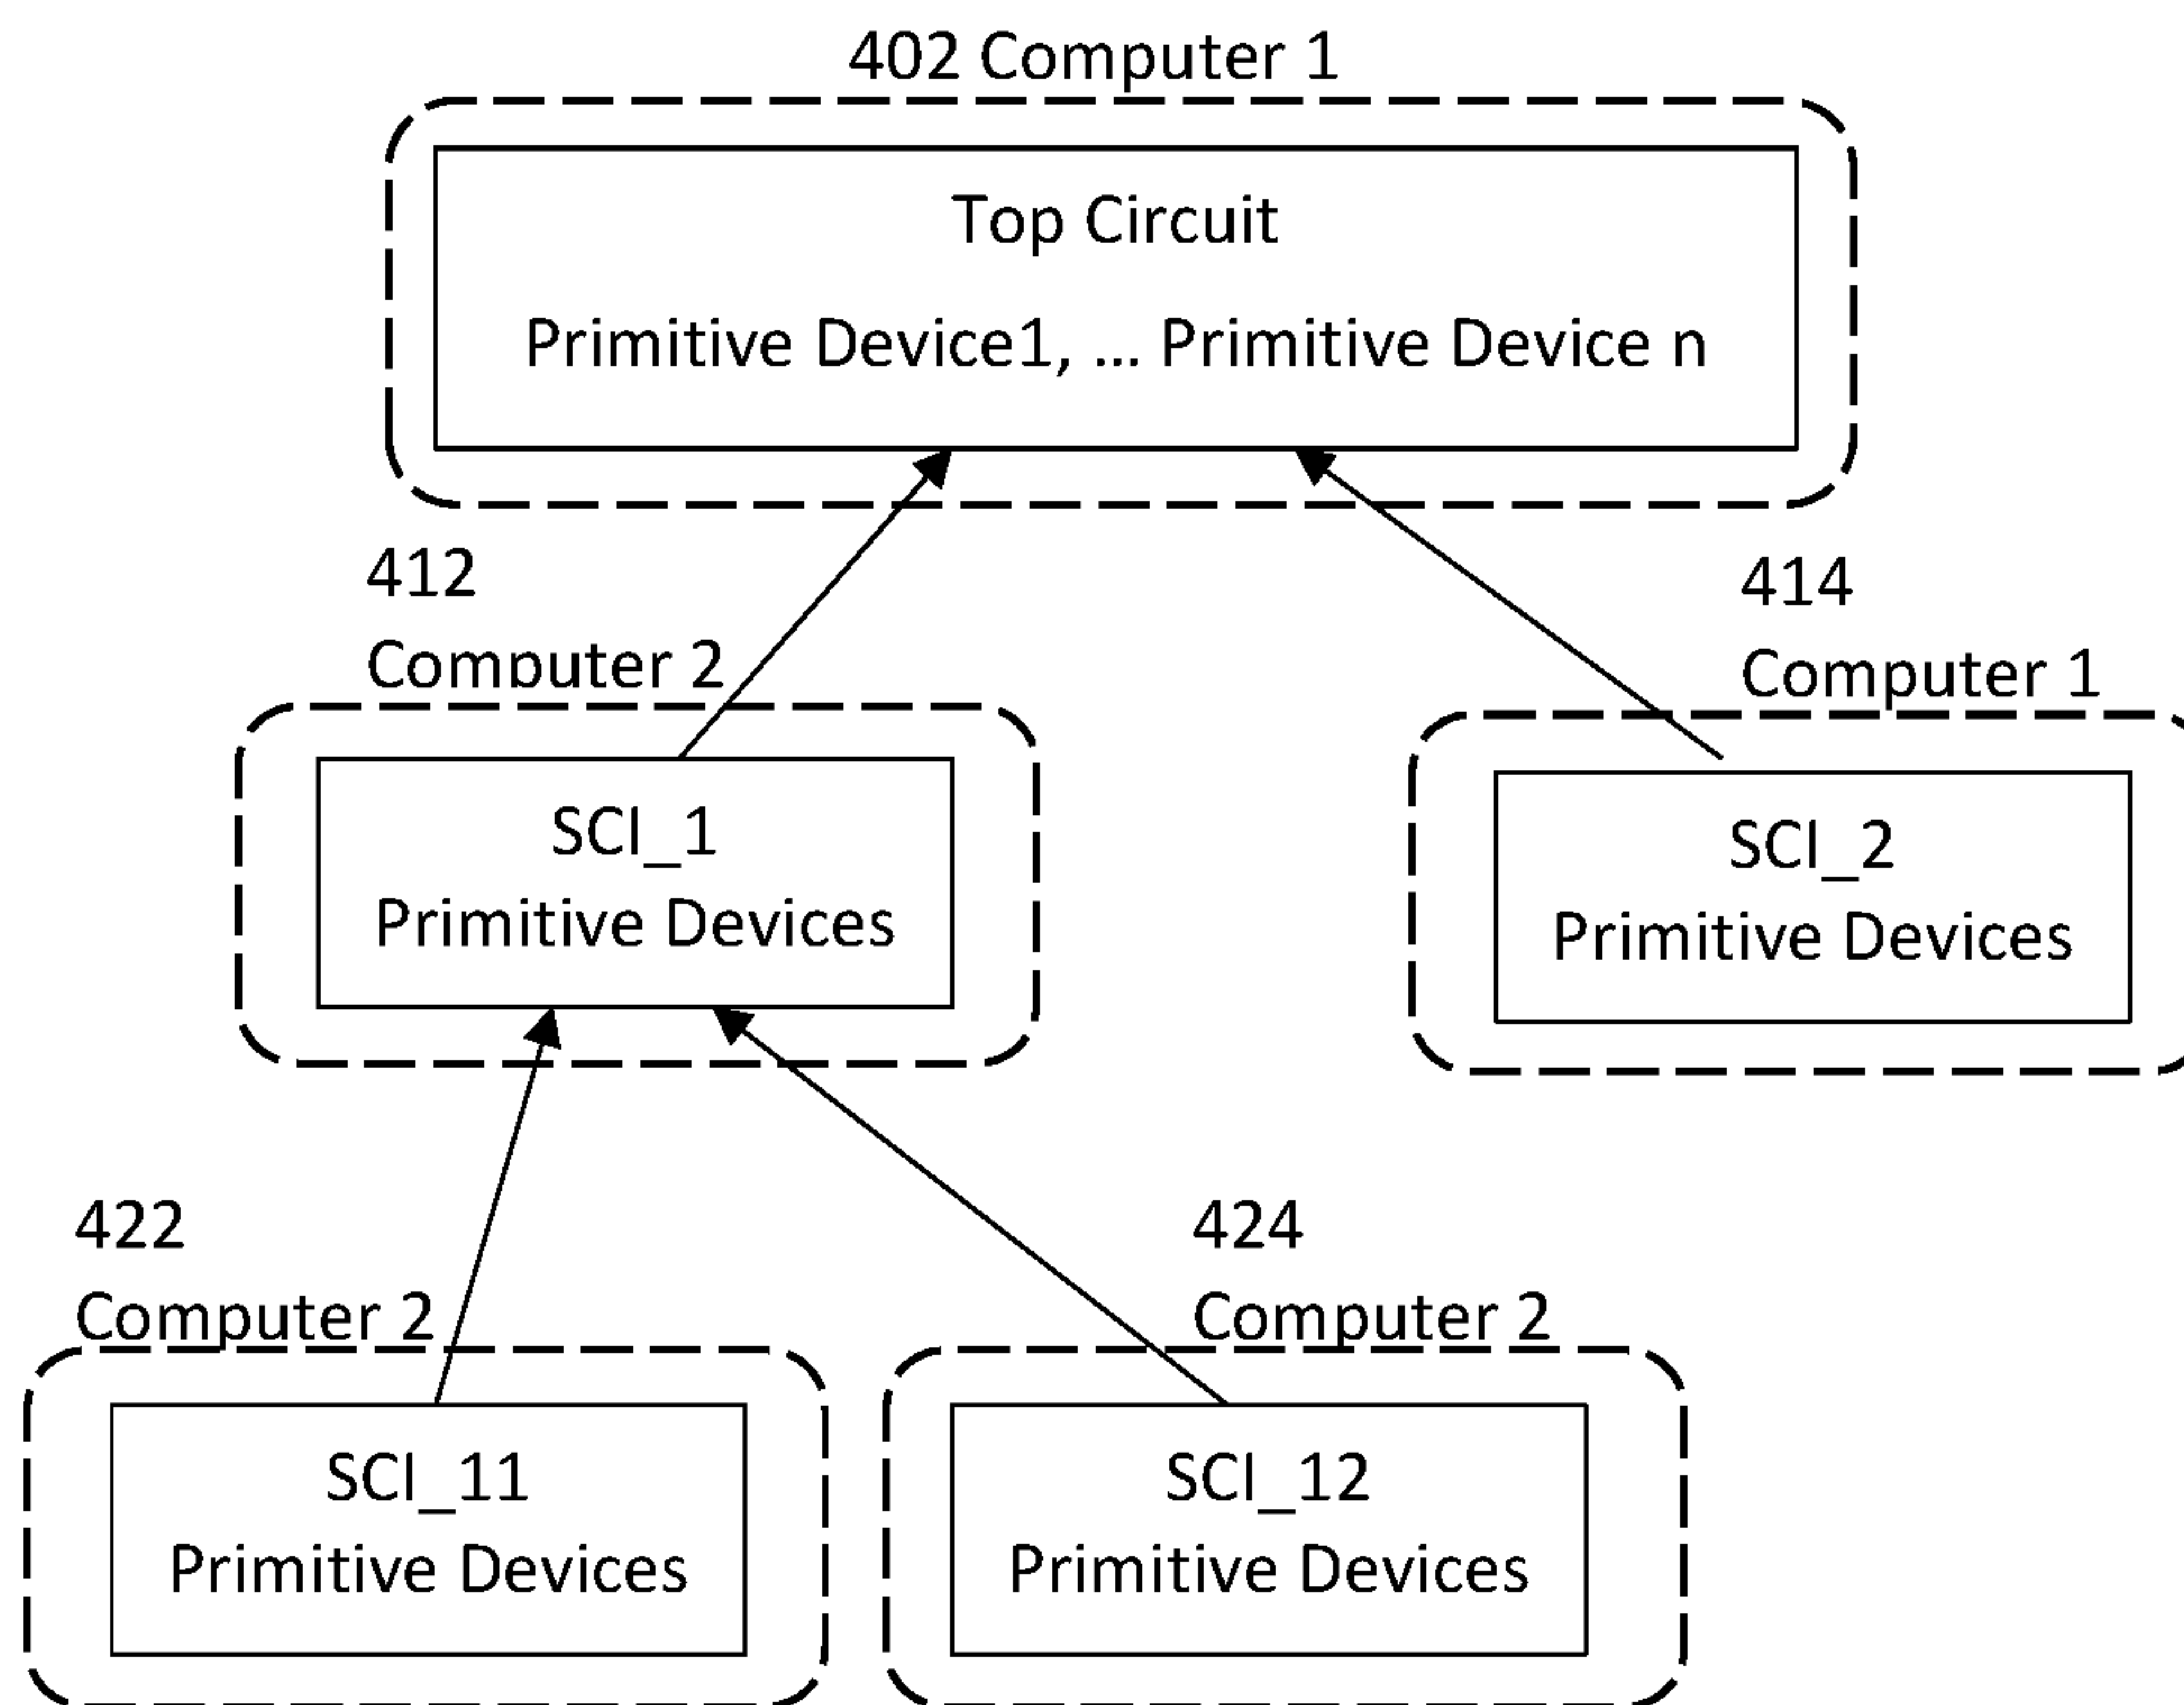 402 Computer 1
Top Circuit
Primitive Device1, ... Primitive Device n
412
Computer 2
414
Computer 1
SCI_1
Primitive Devices
SCI_2
Primitive Devices
422
Computer 2
424
Computer 2
SCI_11
Primitive Devices
SCI_12
Primitive Devices